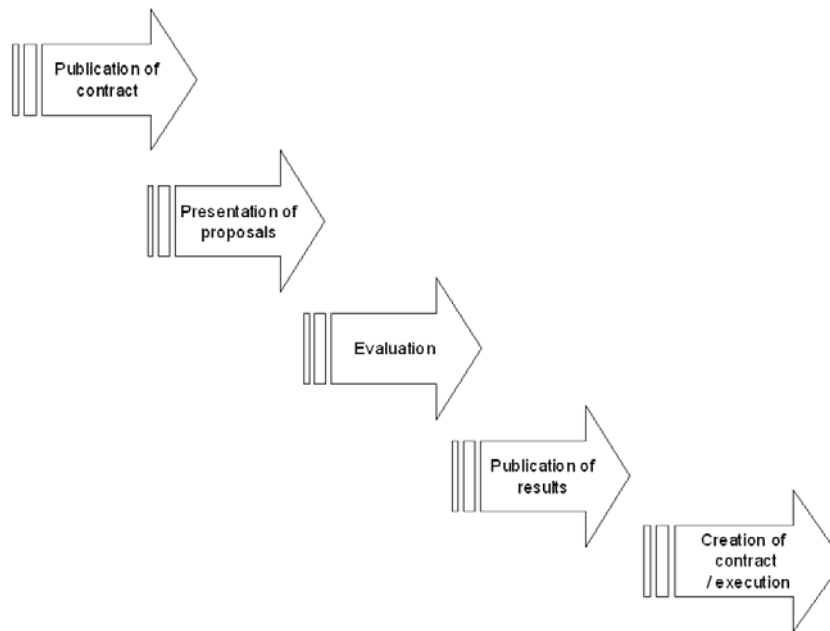 Publication of
contract
Presentation of
proposals
Evaluation
Publication of
results
Creation of
contract
/ execution